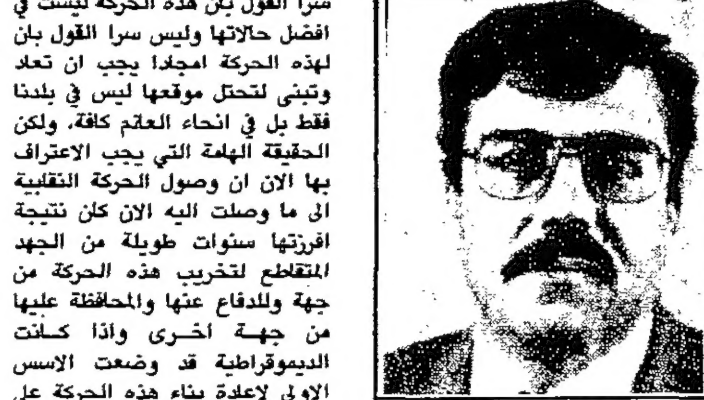 سرا القول بان هذه الحركة ليست في
افضل حالاتها وليس سرا القول بان
لهذه الحركة امجادا يجب ان تعاد
وتبنى لتحتل موقعها ليس في بلدنا
فقط بل في انحاء العالم كافة، ولكن
الحقيقة الهامة التي يجب الاعتراف
بها الان ان وصول الحركة النقابية
الى ما وصلت اليه الان كان نتيجة
افرزتها سنوات طويلة من الجهد
المتقاطع لتخريب هذه الحركة من
جهة وللدفاع عنها والمحافظة عليها
من جهة اخرى واذا كانت
الديموقراطية قد وضعت الاسس
الاولى لاعادة بناء هذه الحركة على